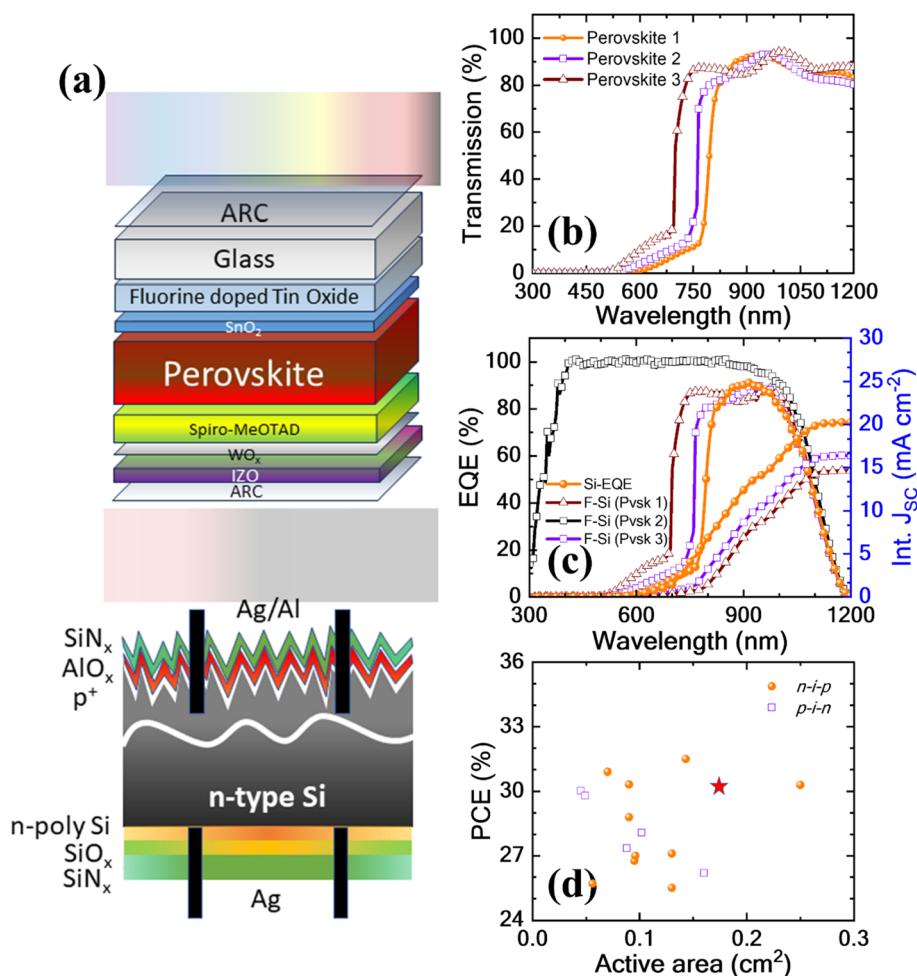 (a)
ARC
Glass
Fluorine doped Tin Oxide
SnO₂
Perovskite
Spiro-MeOTAD
WOₓ
IZO
ARC
Ag/Al
SiNₓ
AlOₓ
p⁺
n-type Si
n-poly Si
SiOₓ
SiNₓ
Ag
Transmission (%)
100
80
60
40
20
0
Perovskite 1
Perovskite 2
Perovskite 3
(b)
300 450 600 750 900 1050 1200
Wavelength (nm)
EQE (%)
100
80
60
40
20
0
Si-EQE
F-Si (Pvsk 1)
F-Si (Pvsk 2)
F-Si (Pvsk 3)
(c)
30
25
20
15
10
5
0
Int. J_SC (mA cm⁻²)
300 450 600 750 900 1050 1200
Wavelength (nm)
PCE (%)
36
33
30
27
24
n-i-p
p-i-n
(d)
0.0 0.1 0.2 0.3
Active area (cm²)